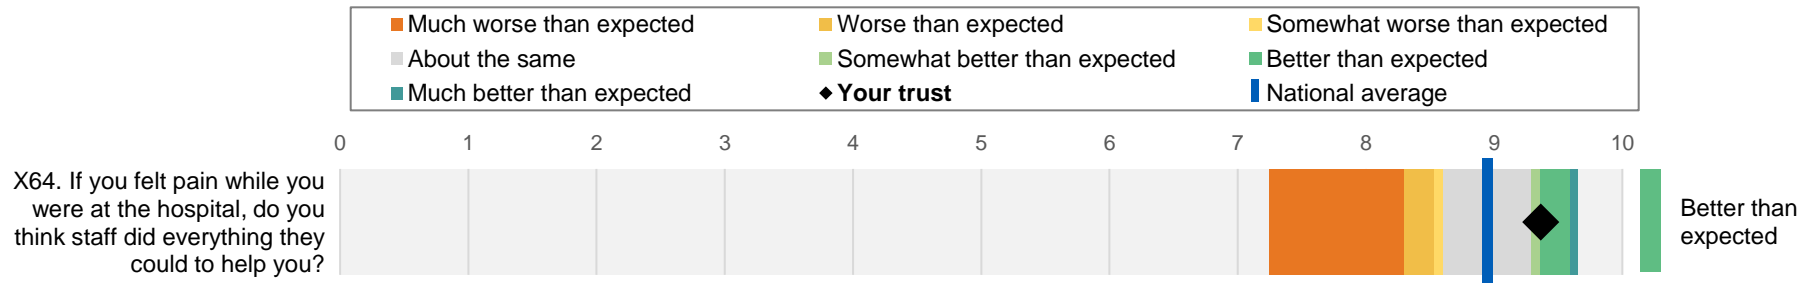 Much worse than expected
Worse than expected
Somewhat worse than expected
About the same
Somewhat better than expected
Better than expected
Much better than expected
Your trust
National average
0 1 2 3 4 5 6 7 8 9 10
X64. If you felt pain while you
were at the hospital, do you
think staff did everything they
could to help you?
Better than
expected